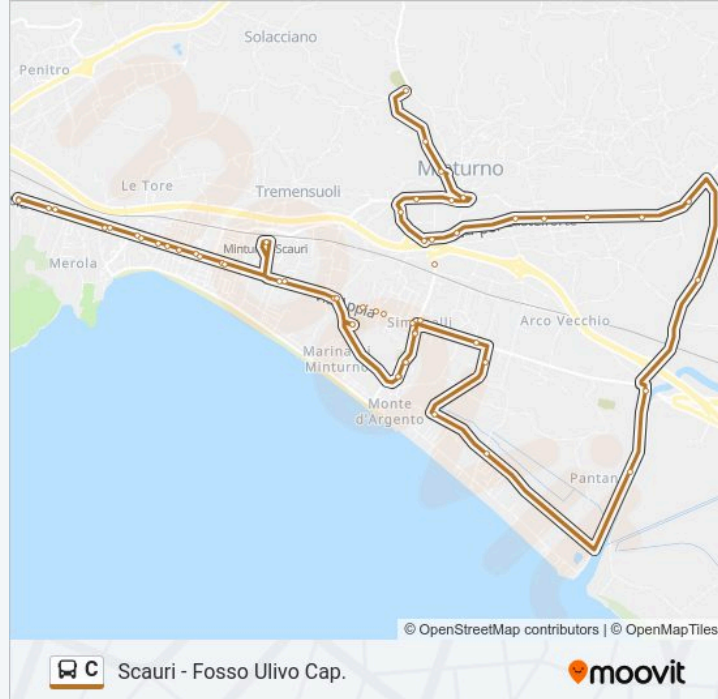 Solacciano
Penitro
Minturno
Le Tore
Tremensuoli
Minturno Scauri
Merola
Arco Vecchio
Marina di
Minturno
Monte
d'Argento
© OpenStreetMap contributors | © OpenMapTiles
C Scauri - Fosso Ulivo Cap.
moovit